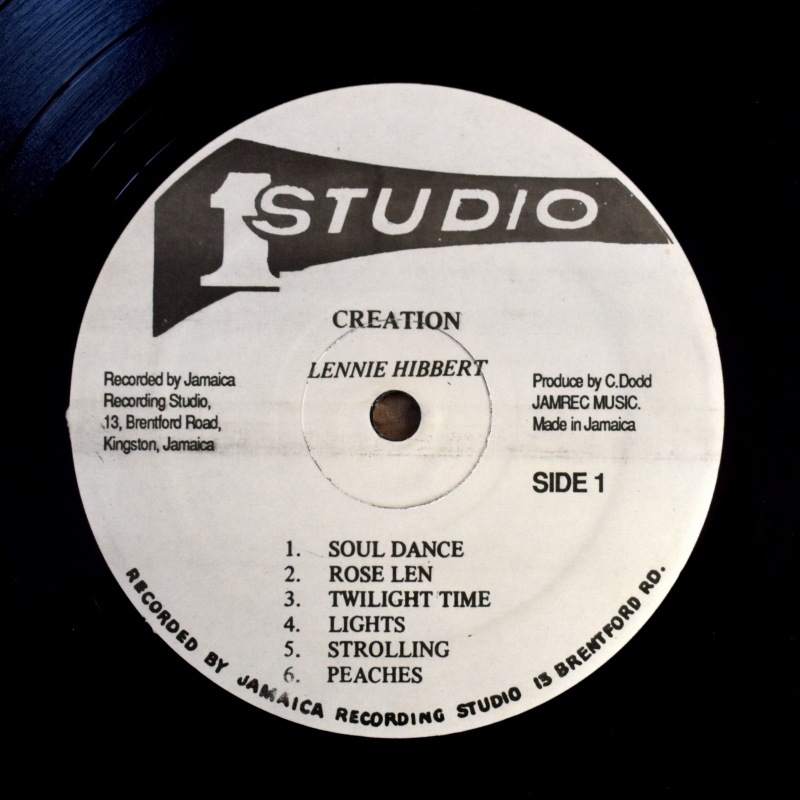 1 STUDIO
CREATION
LENNIE HIBBERT
Recorded by Jamaica
Recording Studio,
13, Brentford Road,
Kingston, Jamaica
Produce by C.Dodd
JAMREC MUSIC.
Made in Jamaica
SIDE 1
1. SOUL DANCE
2. ROSE LEN
3. TWILIGHT TIME
4. LIGHTS
5. STROLLING
6. PEACHES
RECORDED BY JAMAICA RECORDING STUDIO 13 BRENTFORD RD.